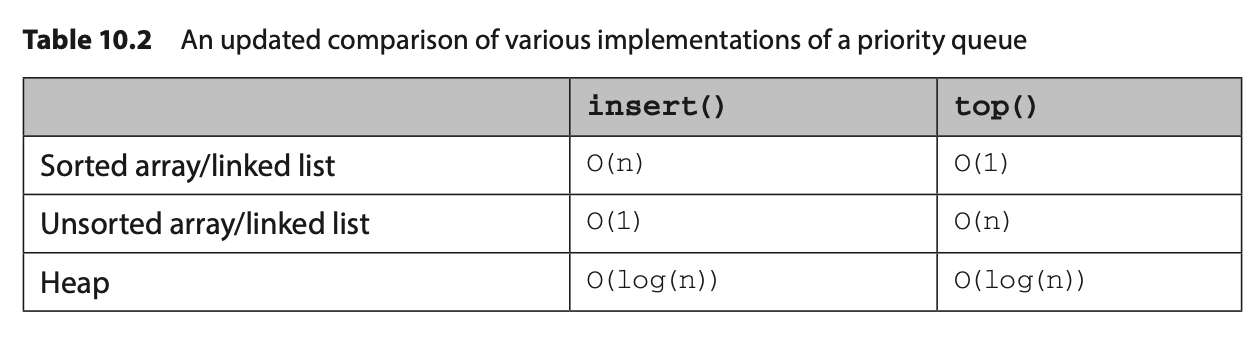 Table 10.2 An updated comparison of various implementations of a priority queue
insert() top()
Sorted array/linked list O(n) O(1)
Unsorted array/linked list O(1) O(n)
Heap O(log(n)) O(log(n))